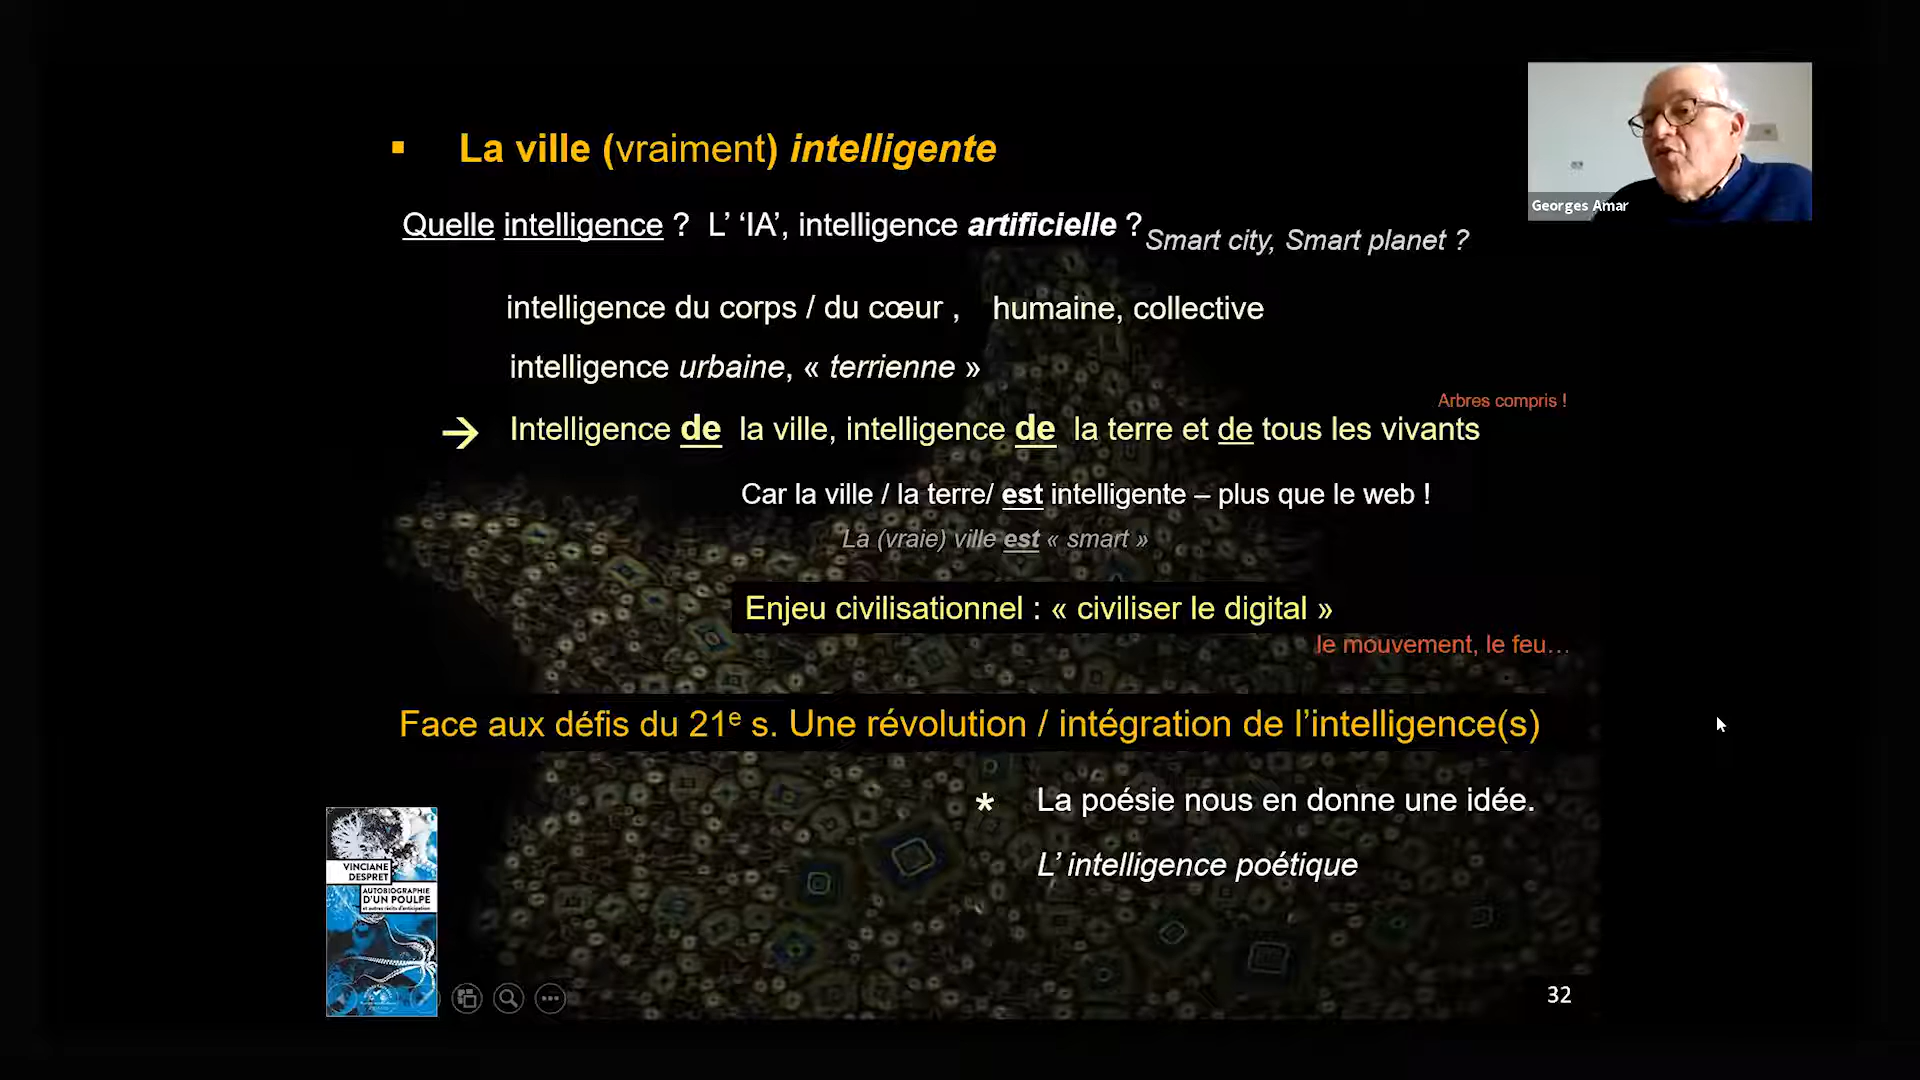 Georges Amar
▪ La ville (vraiment) intelligente
Quelle intelligence ? L’ ‘IA’, intelligence artificielle ? Smart city, Smart planet ?
intelligence du corps / du cœur , humaine, collective
intelligence urbaine, « terrienne »
Arbres compris !
→ Intelligence de la ville, intelligence de la terre et de tous les vivants
Car la ville / la terre/ est intelligente – plus que le web !
La (vraie) ville est « smart »
Enjeu civilisationnel : « civiliser le digital »
le mouvement, le feu…
Face aux défis du 21e s. Une révolution / intégration de l’intelligence(s)
* La poésie nous en donne une idée.
L’ intelligence poétique
VINCIANE
DESPRET
AUTOBIOGRAPHIE
D'UN POULPE
et autres récits d'anticipation
32